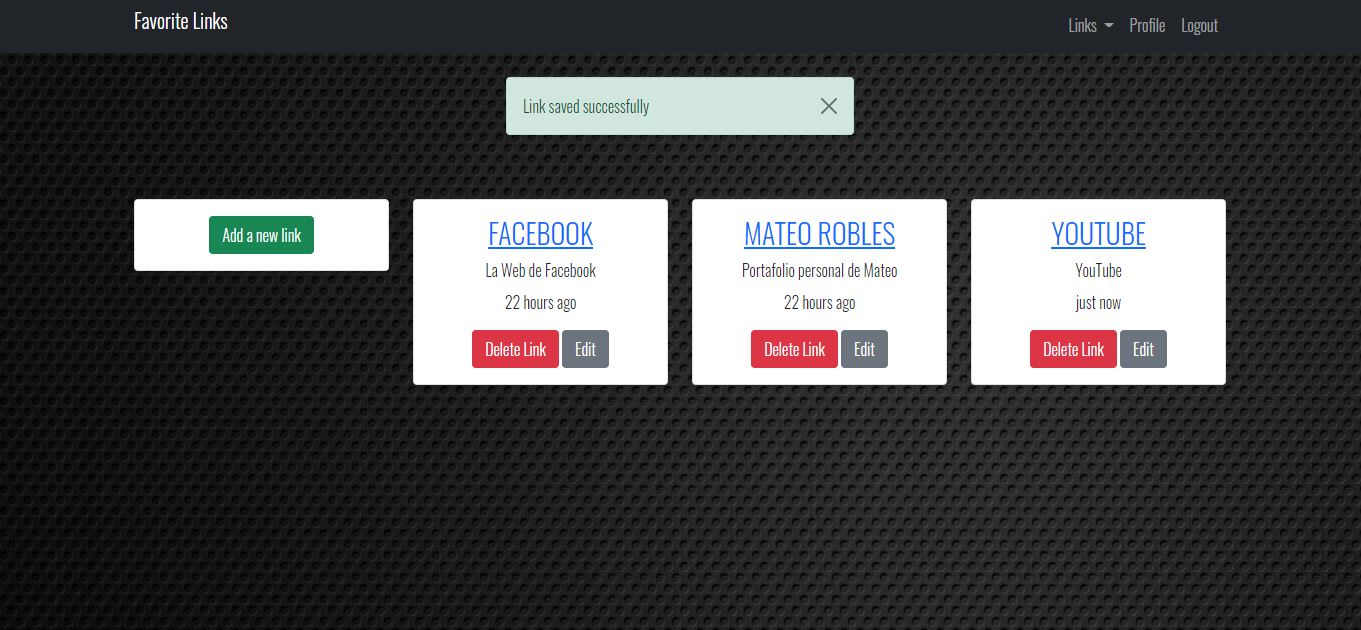 Favorite Links
Links Profile Logout
Link saved successfully
Add a new link
FACEBOOK
La Web de Facebook
22 hours ago
Delete Link Edit
MATEO ROBLES
Portafolio personal de Mateo
22 hours ago
Delete Link Edit
YOUTUBE
YouTube
just now
Delete Link Edit